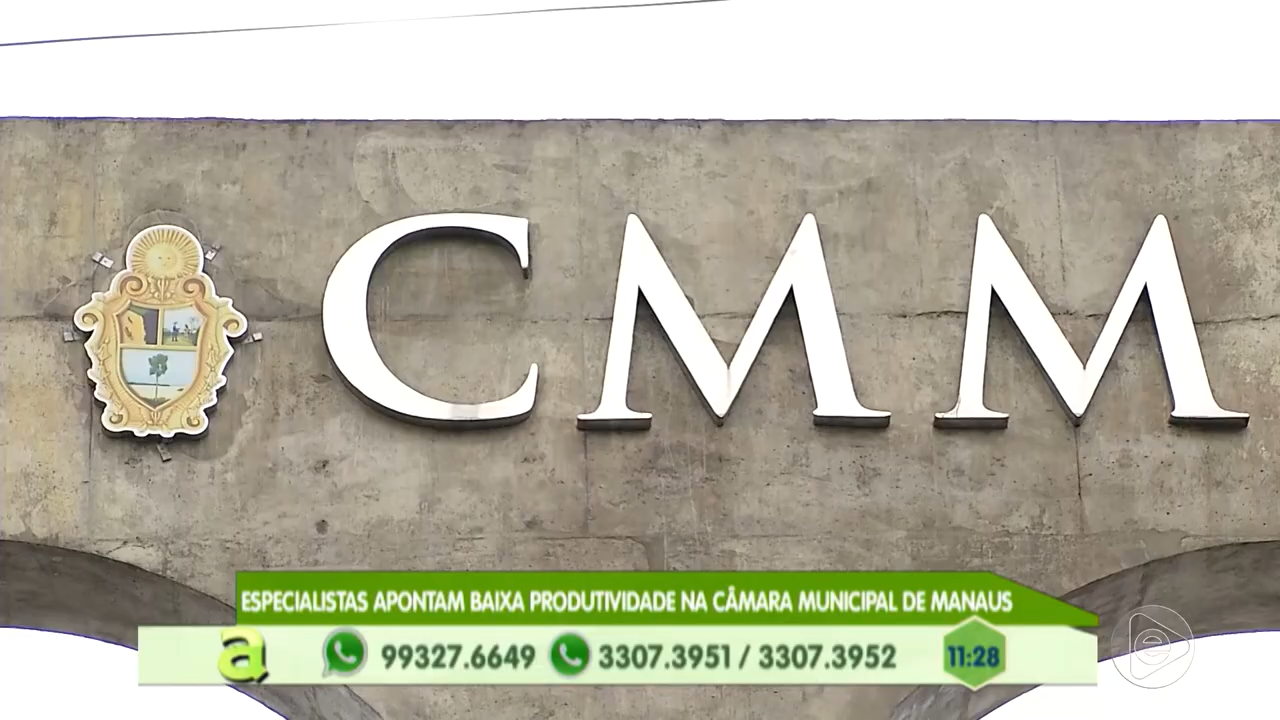 CMM
ESPECIALISTAS APONTAM BAIXA PRODUTIVIDADE NA CÂMARA MUNICIPAL DE MANAUS
a 99327.6649 3307.3951 / 3307.3952 11:28
e